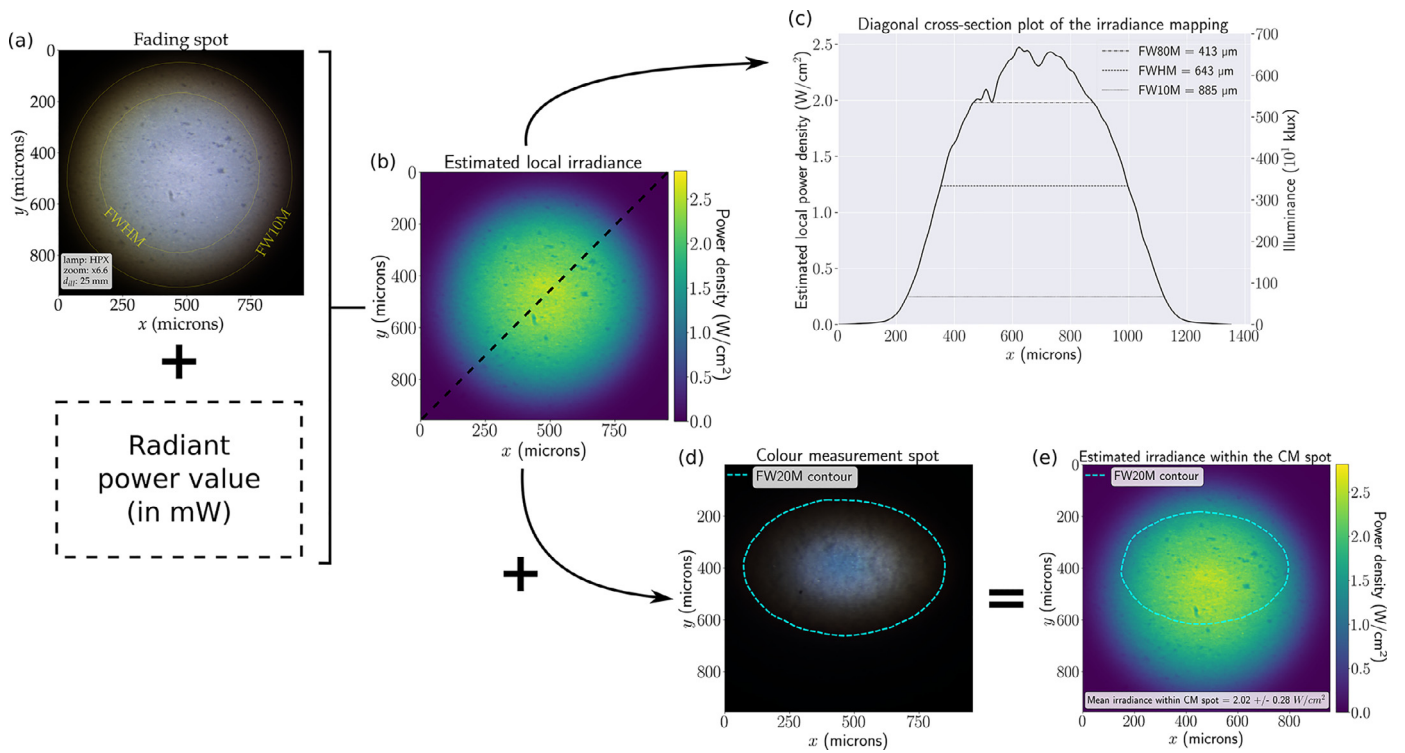 (a)
Fading spot
0
200
400
600
800
y (microns)
FWHM
FW10M
lamp: HPX
zoom: x6.6
dill: 25 mm
0
250
500
750
x (microns)
+
Radiant
power value
(in mW)
(b)
Estimated local irradiance
0
200
400
600
800
y (microns)
0
250
500
750
x (microns)
2.5
2.0
1.5
1.0
0.5
0.0
Power density (W/cm²)
(c)
Diagonal cross-section plot of the irradiance mapping
2.5
2.0
1.5
1.0
0.5
0.0
Estimated local power density (W/cm²)
FW80M = 413 µm
FWHM = 643 µm
FW10M = 885 µm
700
600
500
400
300
200
100
0
Illuminance (10¹ klux)
0
200
400
600
800
1000
1200
1400
x (microns)
+
(d)
Colour measurement spot
FW20M contour
0
200
400
600
800
y (microns)
0
250
500
750
x (microns)
=
(e)
Estimated irradiance within the CM spot
FW20M contour
0
200
400
600
800
y (microns)
Mean irradiance within CM spot = 2.02 +/- 0.28 W/cm²
0
200
400
600
800
x (microns)
2.5
2.0
1.5
1.0
0.5
0.0
Power density (W/cm²)